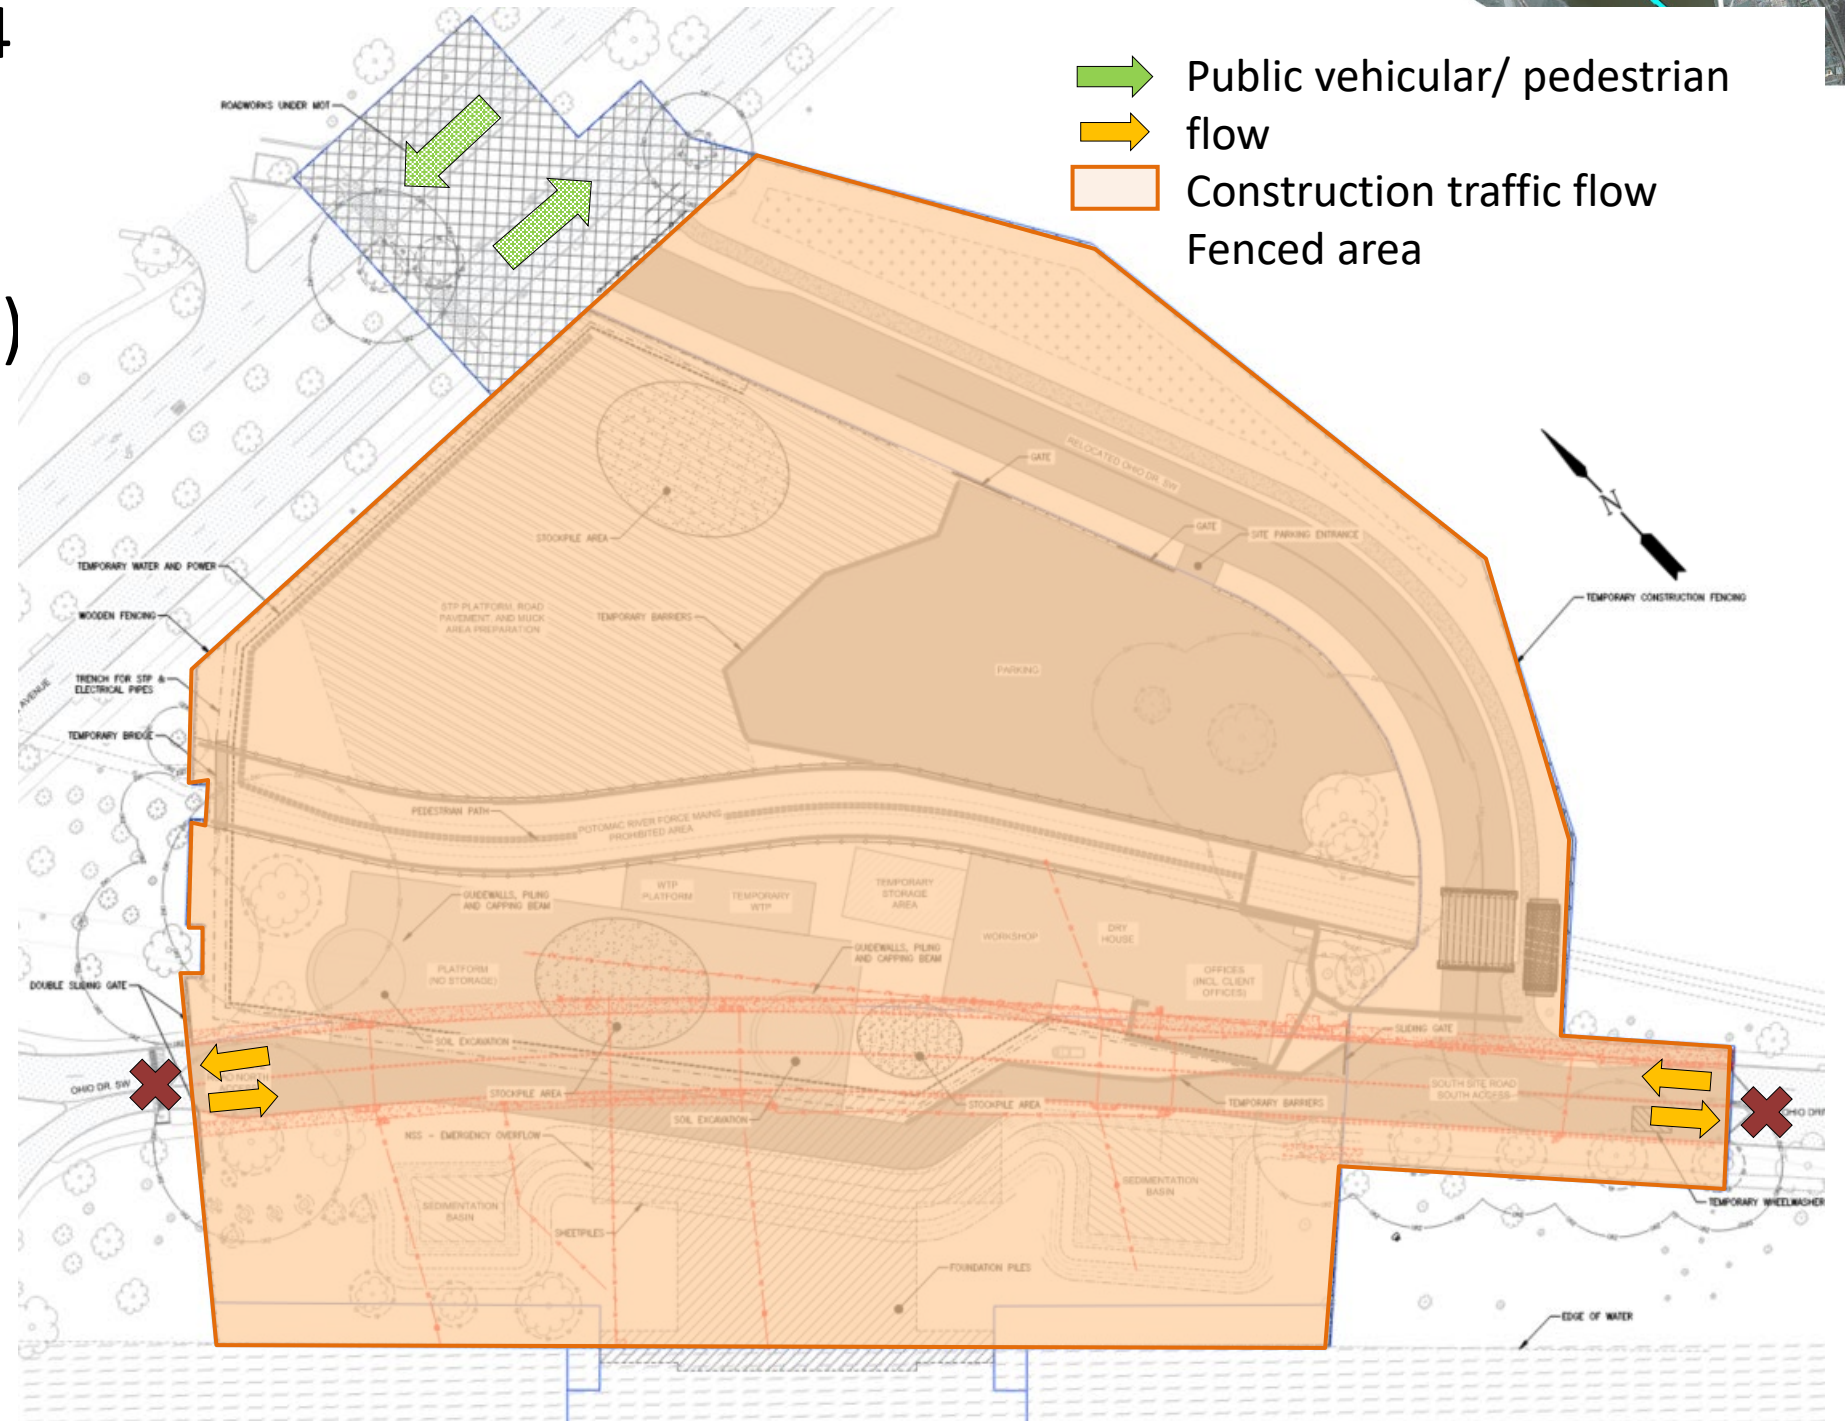 4
)
Public vehicular/ pedestrian
flow
Construction traffic flow
Fenced area
ROADWORKS UNDER MOT
N
GATE
RELOCATED OHIO DR. SW
GATE
SITE PARKING ENTRANCE
STOCKPILE AREA
TEMPORARY WATER AND POWER
WOODEN FENCING
STP PLATFORM, ROAD
PAVEMENT, AND MUCK
AREA PREPARATION
TEMPORARY BARRIERS
TEMPORARY CONSTRUCTION FENCING
PARKING
TRENCH FOR STP &
ELECTRICAL PIPES
AVENUE
TEMPORARY BRIDGE
PEDESTRIAN PATH
POTOMAC RIVER FORCE MAINS
PROHIBITED AREA
GUIDEWALLS, PILING
AND CAPPING BEAM
WTP
PLATFORM
TEMPORARY
WTP
TEMPORARY
STORAGE
AREA
WORKSHOP
DRY
HOUSE
GUIDEWALLS, PILING
AND CAPPING BEAM
PLATFORM
(NO STORAGE)
OFFICES
(INCL. CLIENT
OFFICES)
DOUBLE SLIDING GATE
SOIL EXCAVATION
SLIDING GATE
OHIO DR. SW
NORTH
STOCKPILE AREA
SOIL EXCAVATION
STOCKPILE AREA
TEMPORARY BARRIERS
SOUTH SITE ROAD
SOUTH ACCESS
NSS - EMERGENCY OVERFLOW
SEDIMENTATION
BASIN
SEDIMENTATION
BASIN
SHEETPILES
TEMPORARY WHEELWASHER
FOUNDATION PILES
EDGE OF WATER